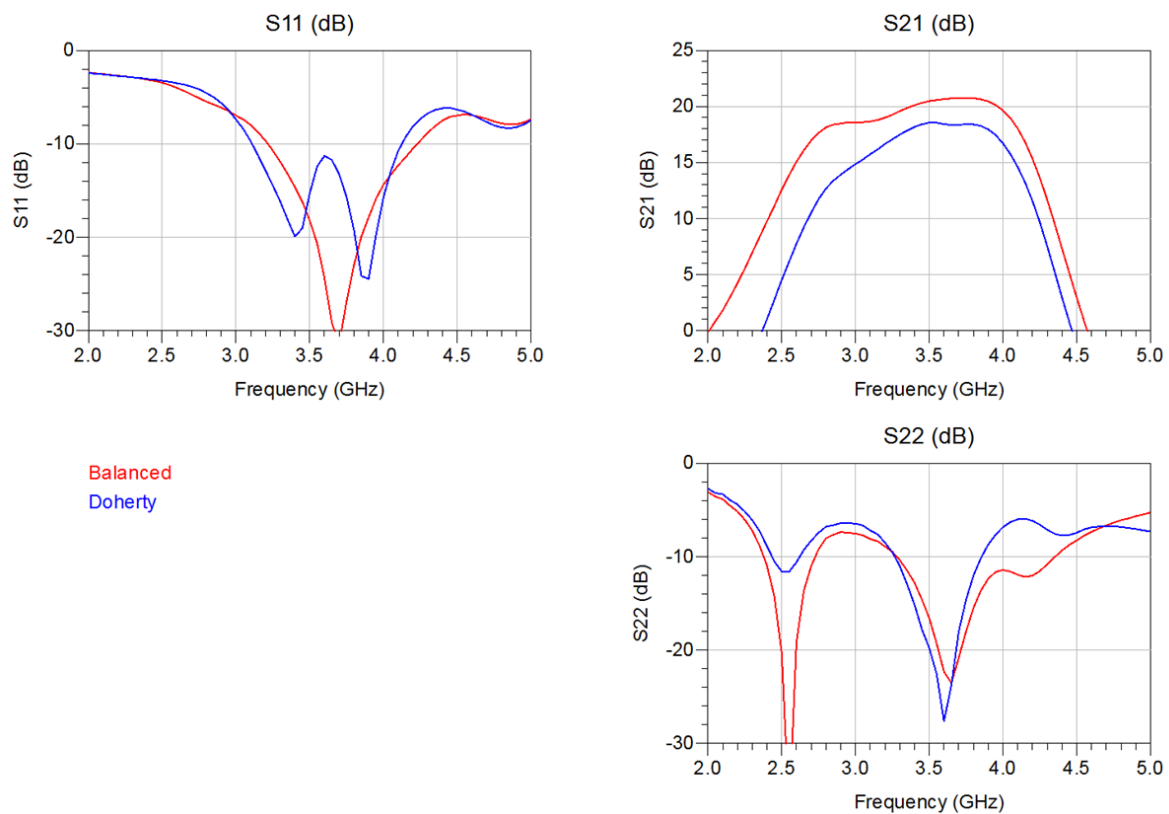 S11 (dB)
S11 (dB)
0
-10
-20
-30
2.0 2.5 3.0 3.5 4.0 4.5 5.0
Frequency (GHz)
S21 (dB)
S21 (dB)
25
20
15
10
5
0
2.0 2.5 3.0 3.5 4.0 4.5 5.0
Frequency (GHz)
Balanced
Doherty
S22 (dB)
S22 (dB)
0
-10
-20
-30
2.0 2.5 3.0 3.5 4.0 4.5 5.0
Frequency (GHz)